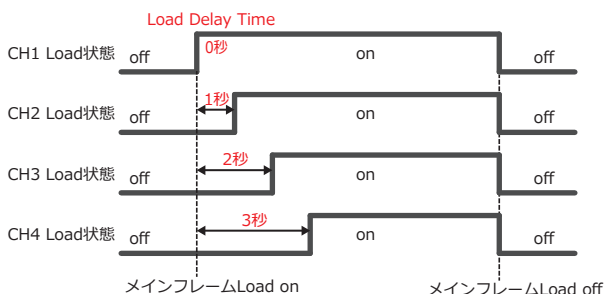 Load Delay Time
CH1 Load状態 off 0秒 on off
CH2 Load状態 off 1秒 on off
CH3 Load状態 off 2秒 on off
CH4 Load状態 off 3秒 on off
メインフレームLoad on メインフレームLoad off